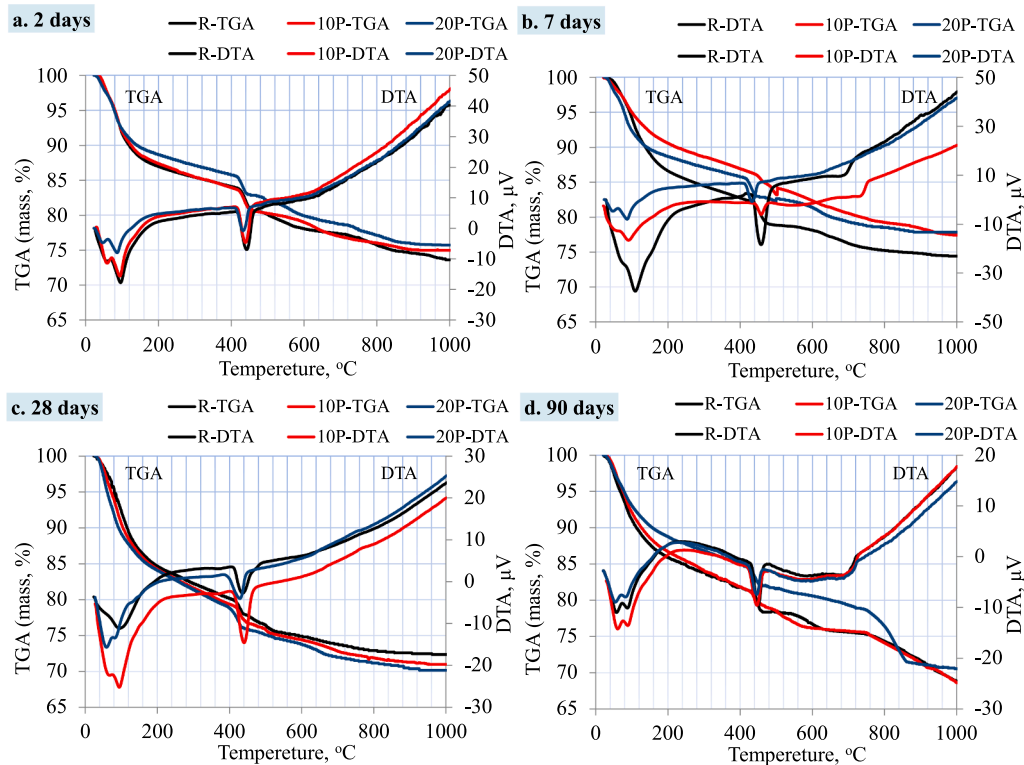 a. 2 days
R-TGA 10P-TGA 20P-TGA
R-DTA 10P-DTA 20P-DTA
TGA DTA
100
95
90
85
80
75
70
65
50
40
30
20
10
0
-10
-20
-30
TGA (mass, %)
DTA, µV
0 200 400 600 800 1000
Tempereture, °C
b. 7 days
R-TGA 10P-TGA 20P-TGA
R-DTA 10P-DTA 20P-DTA
TGA DTA
100
95
90
85
80
75
70
65
50
30
10
-10
-30
-50
TGA (mass, %)
DTA, µV
0 200 400 600 800 1000
Tempereture, °C
c. 28 days
R-TGA 10P-TGA 20P-TGA
R-DTA 10P-DTA 20P-DTA
TGA DTA
100
95
90
85
80
75
70
65
30
20
10
0
-10
-20
-30
TGA (mass, %)
DTA, µV
0 200 400 600 800 1000
Tempereture, °C
d. 90 days
R-TGA 10P-TGA 20P-TGA
R-DTA 10P-DTA 20P-DTA
TGA DTA
100
95
90
85
80
75
70
65
20
10
0
-10
-20
-30
TGA (mass, %)
DTA, µV
0 200 400 600 800 1000
Tempereture, °C